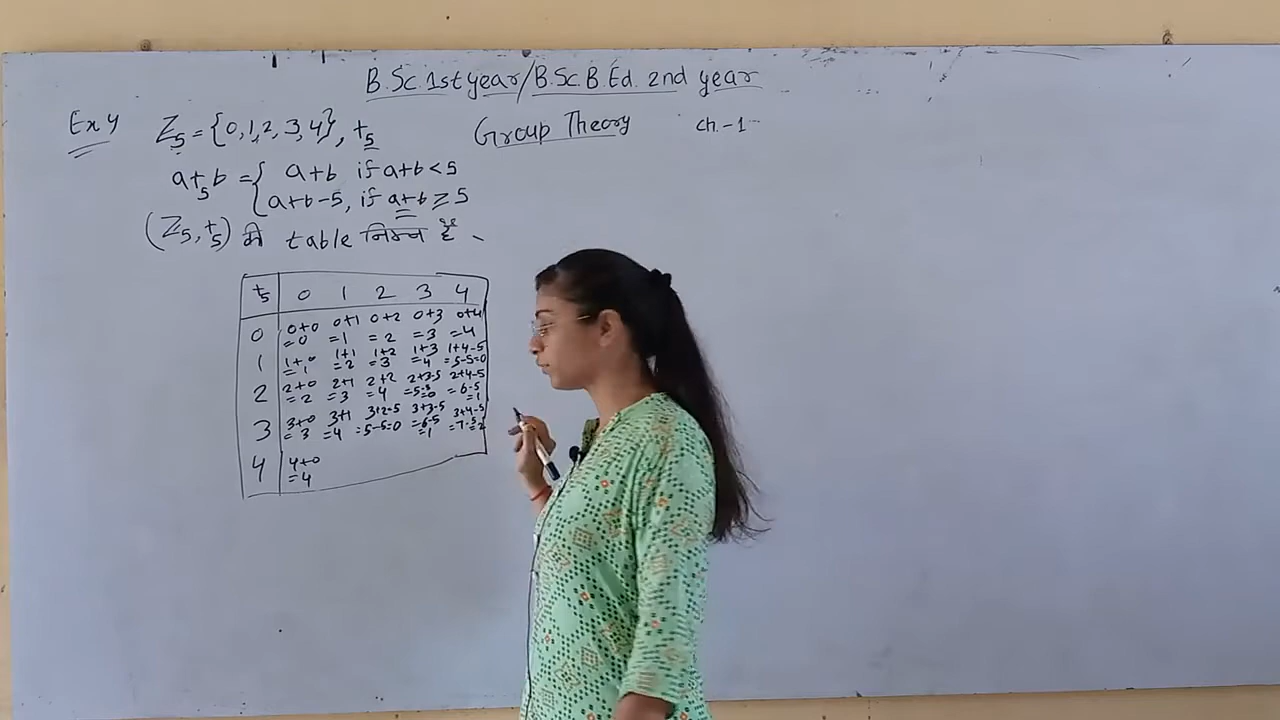 B.Sc. 1st year/B.Sc.B.Ed. 2nd year
Ex 4
Z₅ = {0,1,2,3,4}, +₅
Group Theory
Ch.-1
a+₅b = { a+b if a+b < 5
a+b-5, if a+b ≥ 5
(Z₅, +₅) की table निम्न है -
+₅ 0 1 2 3 4
0 0+0 0+1 0+2 0+3 0+4
=0 =1 =2 =3 =4
1 1+0 1+1 1+2 1+3 1+4-5
=1 =2 =3 =4 =5-5=0
2 2+0 2+1 2+2 2+3-5 2+4-5
=2 =3 =4 =5-5=0 =6-5
=1
3 3+0 3+1 3+2-5 3+3-5 3+4-5
=3 =4 =5-5=0 =6-5 =7-5=2
=1
4 4+0
=4